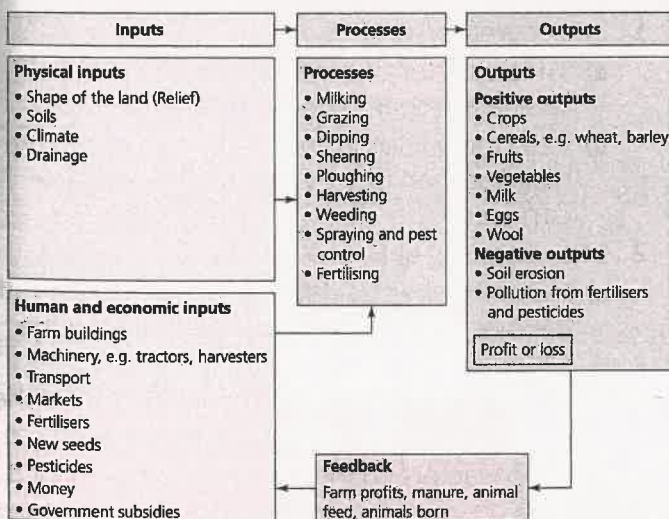 Inputs
Processes
Outputs
Physical inputs
• Shape of the land (Relief)
• Soils
• Climate
• Drainage
Processes
• Milking
• Grazing
• Dipping
• Shearing
• Ploughing
• Harvesting
• Weeding
• Spraying and pest
control
• Fertilising
Outputs
Positive outputs
• Crops
• Cereals, e.g. wheat, barley
• Fruits
• Vegetables
• Milk
• Eggs
• Wool
Negative outputs
• Soil erosion
• Pollution from fertilisers
and pesticides
Profit or loss
Human and economic inputs
• Farm buildings
• Machinery, e.g. tractors, harvesters
• Transport
• Markets
• Fertilisers
• New seeds
• Pesticides
• Money
• Government subsidies
Feedback
Farm profits, manure, animal
feed, animals born